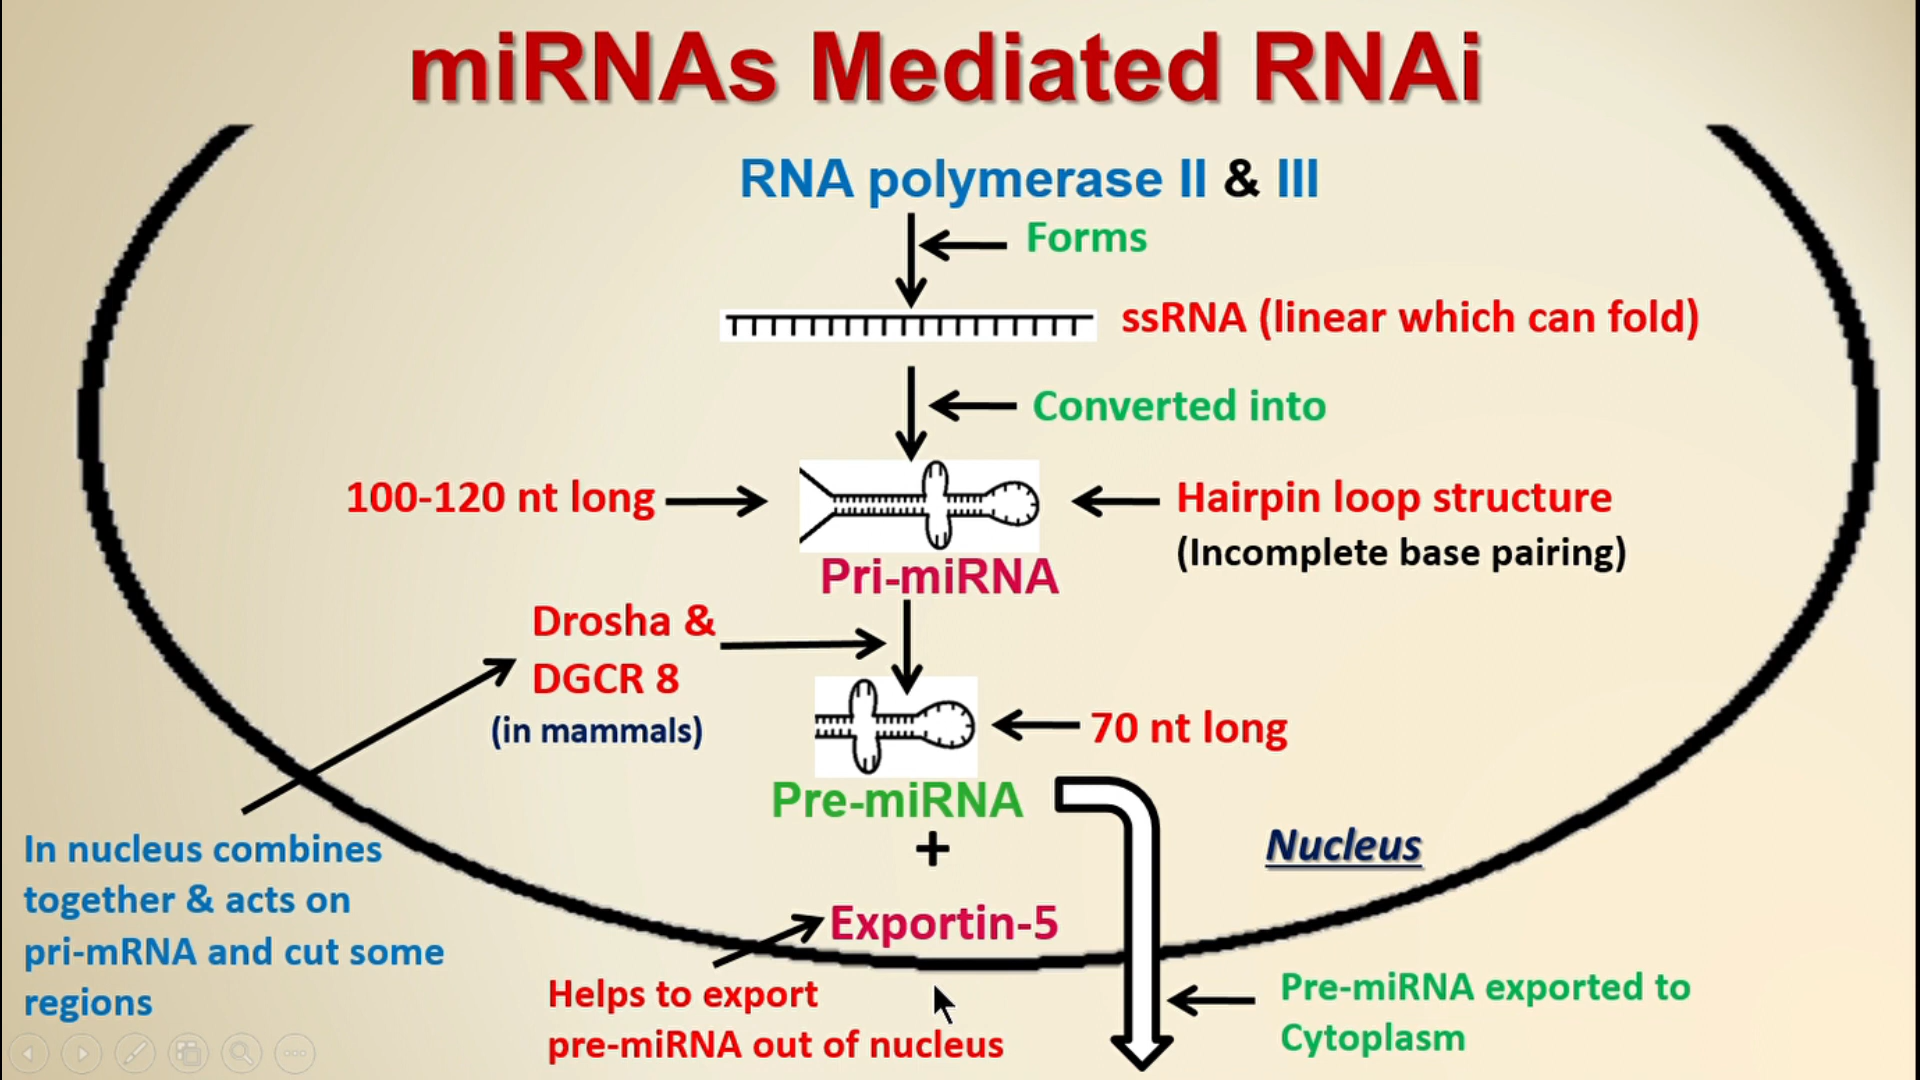 miRNAs Mediated RNAi
RNA polymerase II & III
Forms
ssRNA (linear which can fold)
Converted into
100-120 nt long
Hairpin loop structure
(Incomplete base pairing)
Pri-miRNA
Drosha &
DGCR 8
(in mammals)
70 nt long
Pre-miRNA
+
Nucleus
In nucleus combines
together & acts on
pri-mRNA and cut some
regions
Exportin-5
Helps to export
pre-miRNA out of nucleus
Pre-miRNA exported to
Cytoplasm